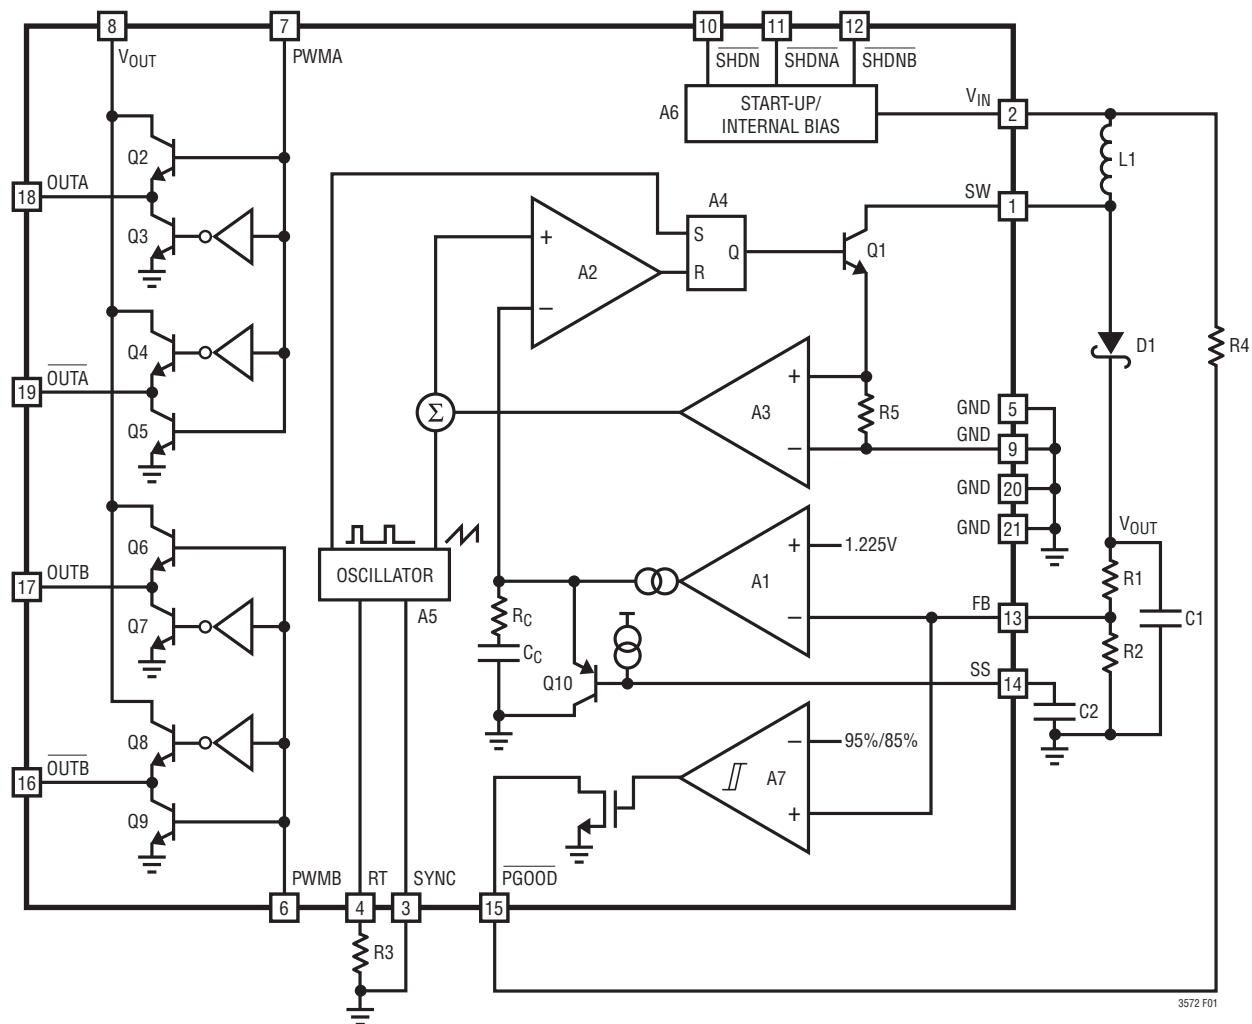 8
7
10
11
12
VOUT
PWMA
SHDN
SHDNA
SHDNB
A6
START-UP/
INTERNAL BIAS
VIN
2
Q2
L1
18
OUTA
SW
1
A4
Q3
+
A2
S
R
Q
Q1
−
Q4
D1
R4
19
OUTA
Q5
Σ
+
A3
−
R5
GND
5
GND
9
GND
20
GND
21
VOUT
Q6
17
OUTB
Q7
OSCILLATOR
A5
+
1.225V
A1
−
RC
CC
Q10
FB
13
R1
R2
C1
SS
14
C2
Q8
16
OUTB
Q9
−
95%/85%
A7
+
PWMB
RT
SYNC
PGOOD
6
4
3
15
R3
3572 F01